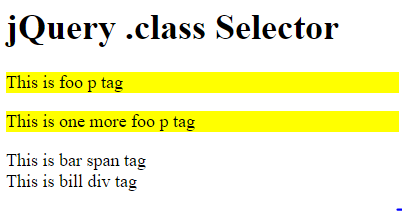 jQuery .class Selector
This is foo p tag
This is one more foo p tag
This is bar span tag
This is bill div tag